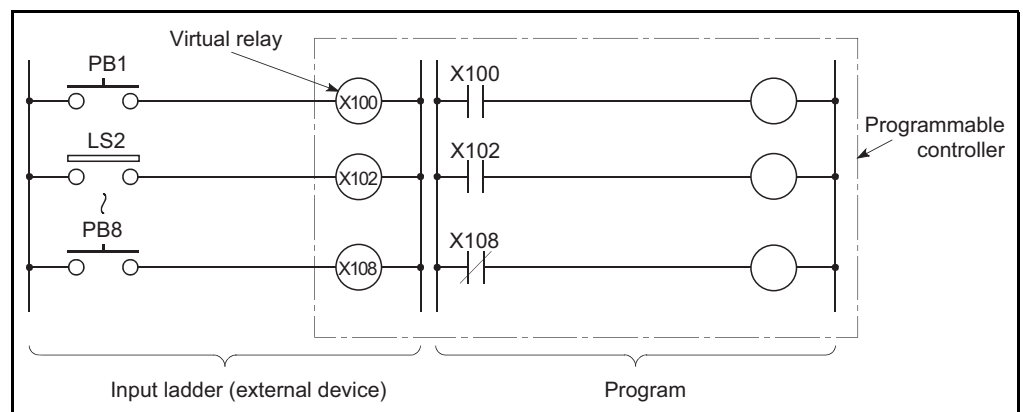 Virtual relay
PB1
X100
X100
Programmable
controller
LS2
X102
X102
PB8
X108
X108
Input ladder (external device)
Program